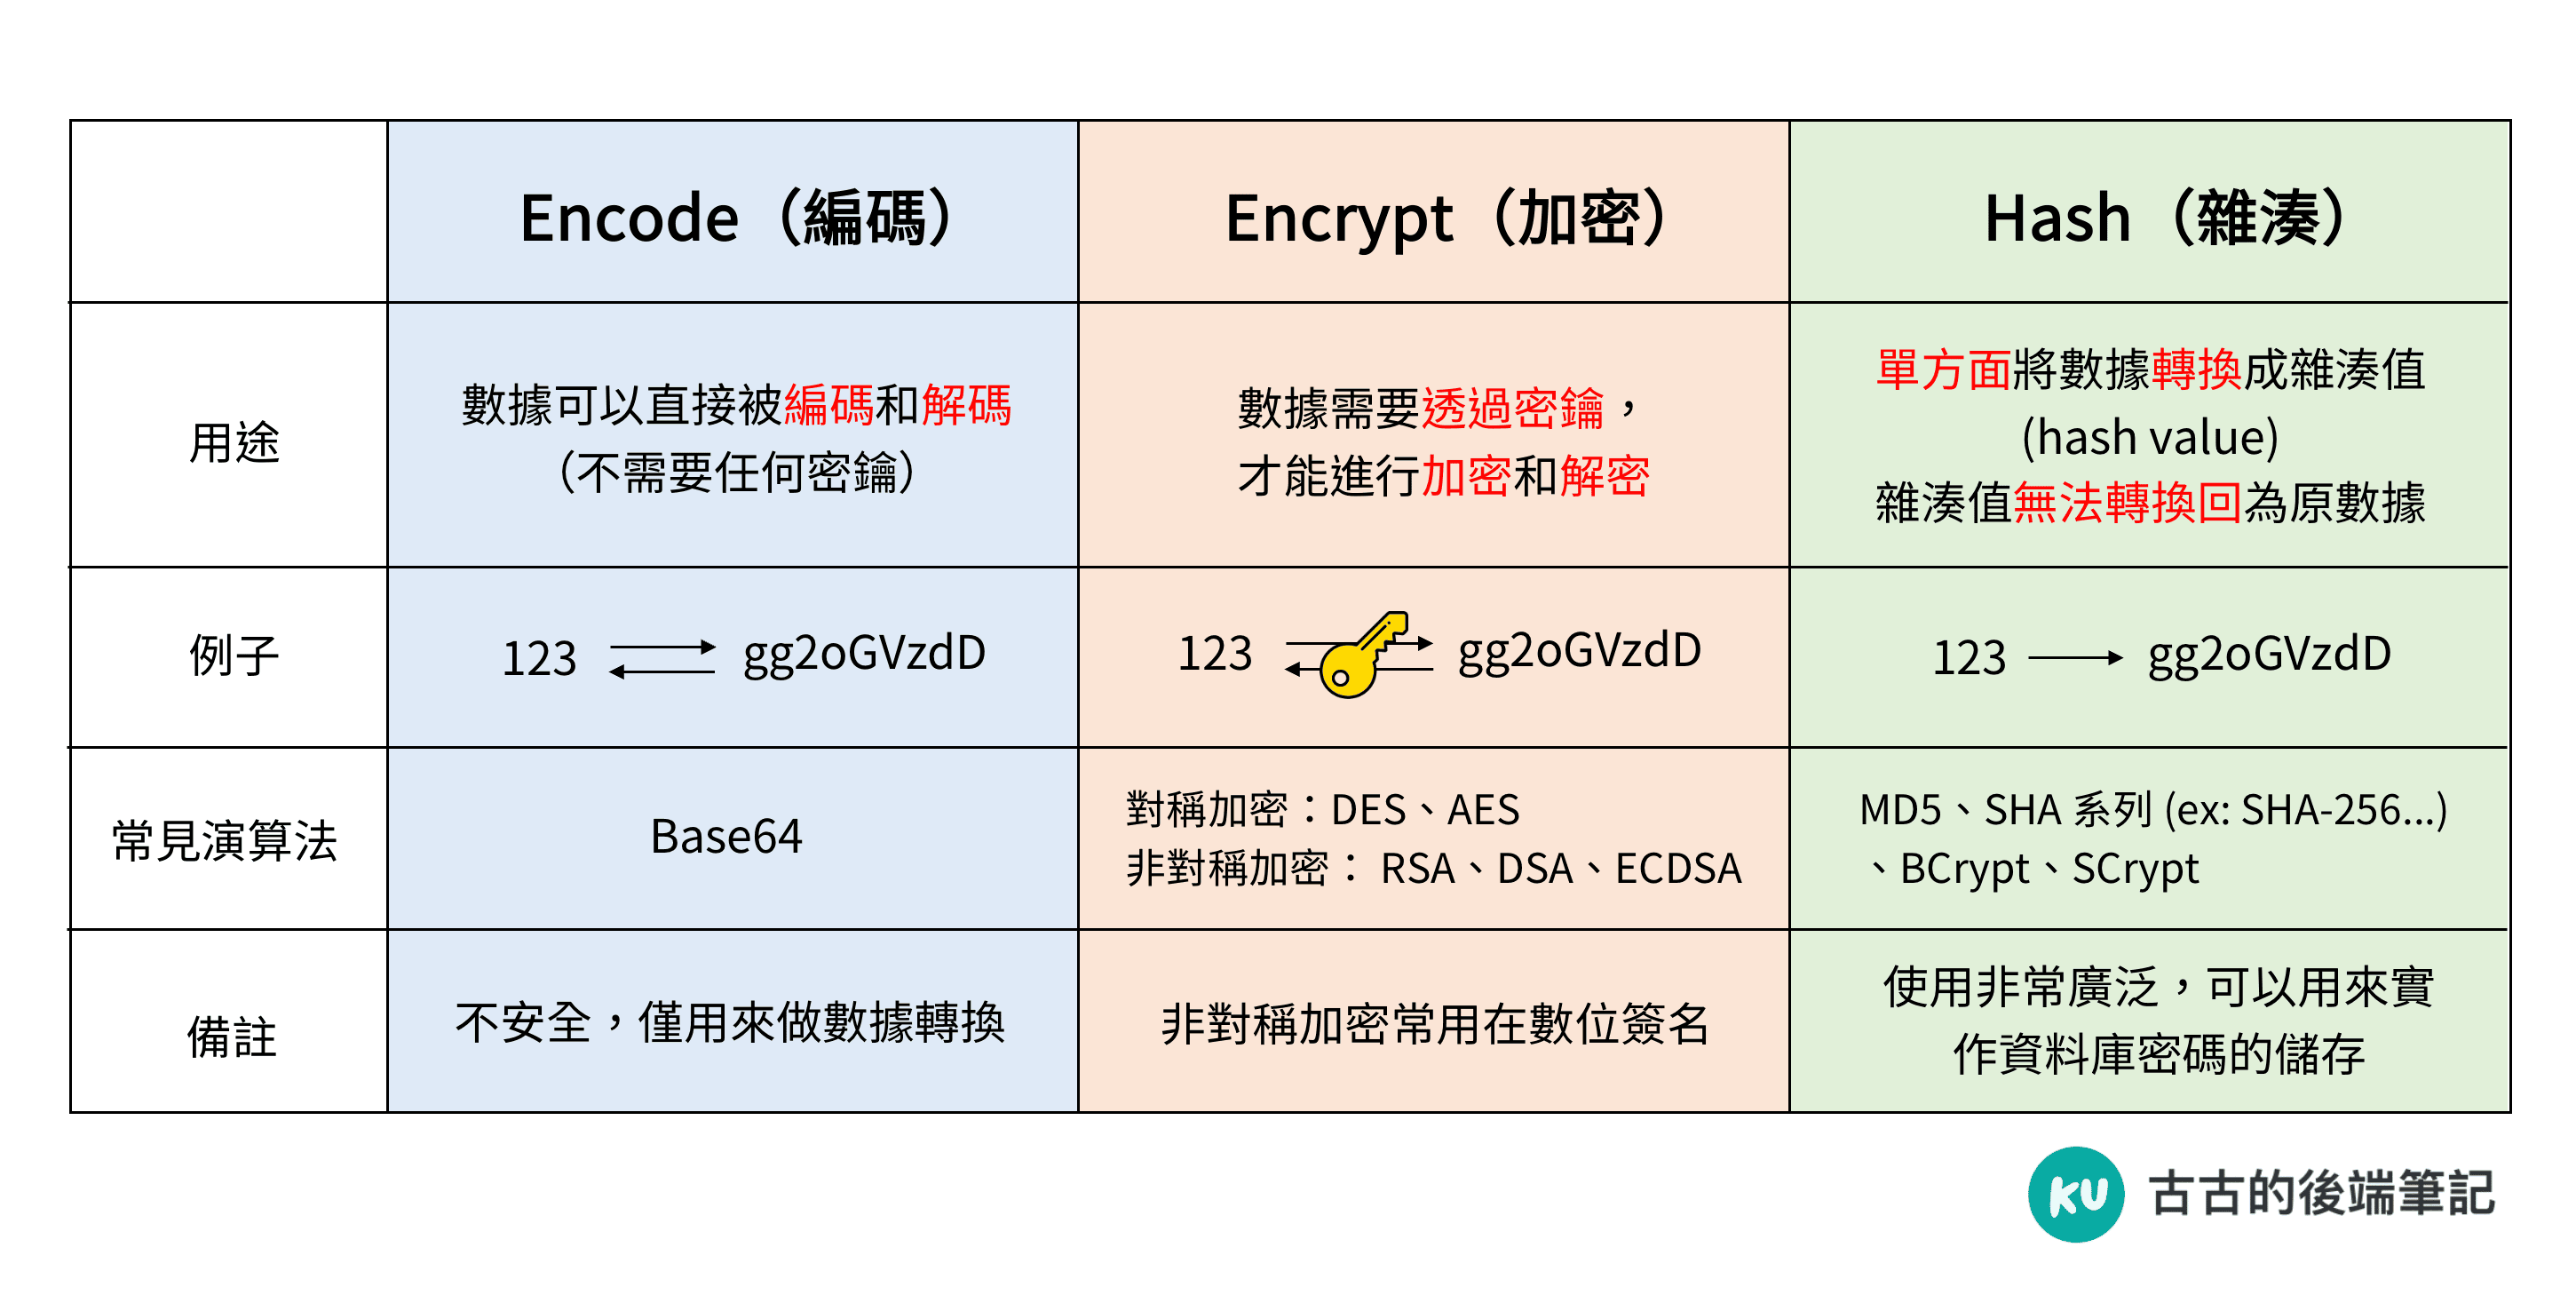 Encode（編碼）
Encrypt（加密）
Hash（雜湊）
用途
數據可以直接被編碼和解碼
（不需要任何密鑰）
數據需要透過密鑰，
才能進行加密和解密
單方面將數據轉換成雜湊值
(hash value)
雜湊值無法轉換回為原數據
例子
123
gg2oGVzdD
123
gg2oGVzdD
123
gg2oGVzdD
常見演算法
Base64
對稱加密：DES、AES
非對稱加密： RSA、DSA、ECDSA
MD5、SHA 系列 (ex: SHA-256...)
、BCrypt、SCrypt
備註
不安全，僅用來做數據轉換
非對稱加密常用在數位簽名
使用非常廣泛，可以用來實
作資料庫密碼的儲存
KU
古古的後端筆記